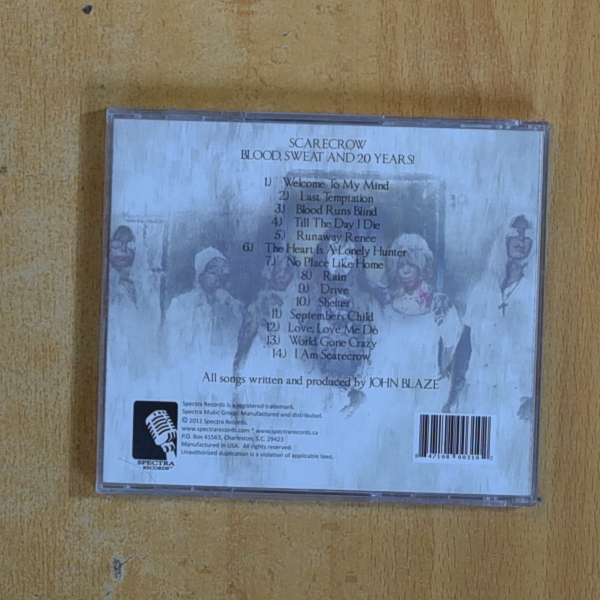 SCARECROW
BLOOD, SWEAT AND 20 YEARS!
1.) Welcome To My Mind
2.) Last Temptation
3.) Blood Runs Blind
4.) Till The Day I Die
5.) Runaway Renee
6.) The Heart Is A Lonely Hunter
7.) No Place Like Home
8.) Rain
9.) Drive
10.) Shelter
11.) Septembers Child
12.) Love, Love Me Do
13.) World Gone Crazy
14.) I Am Scarecrow
All songs written and produced by JOHN BLAZE
Spectra Records is a registered trademark.
Spectra Music Group. Manufactured and distributed.
© 2012 Spectra Records.
www.spectrarecords.com * www.spectrarecords.ca
P.O. Box 41563, Charleston, S.C. 29423
Manufactured in USA. All rights reserved.
Unauthorized duplication is a violation of applicable laws.
SPECTRA
RECORDS